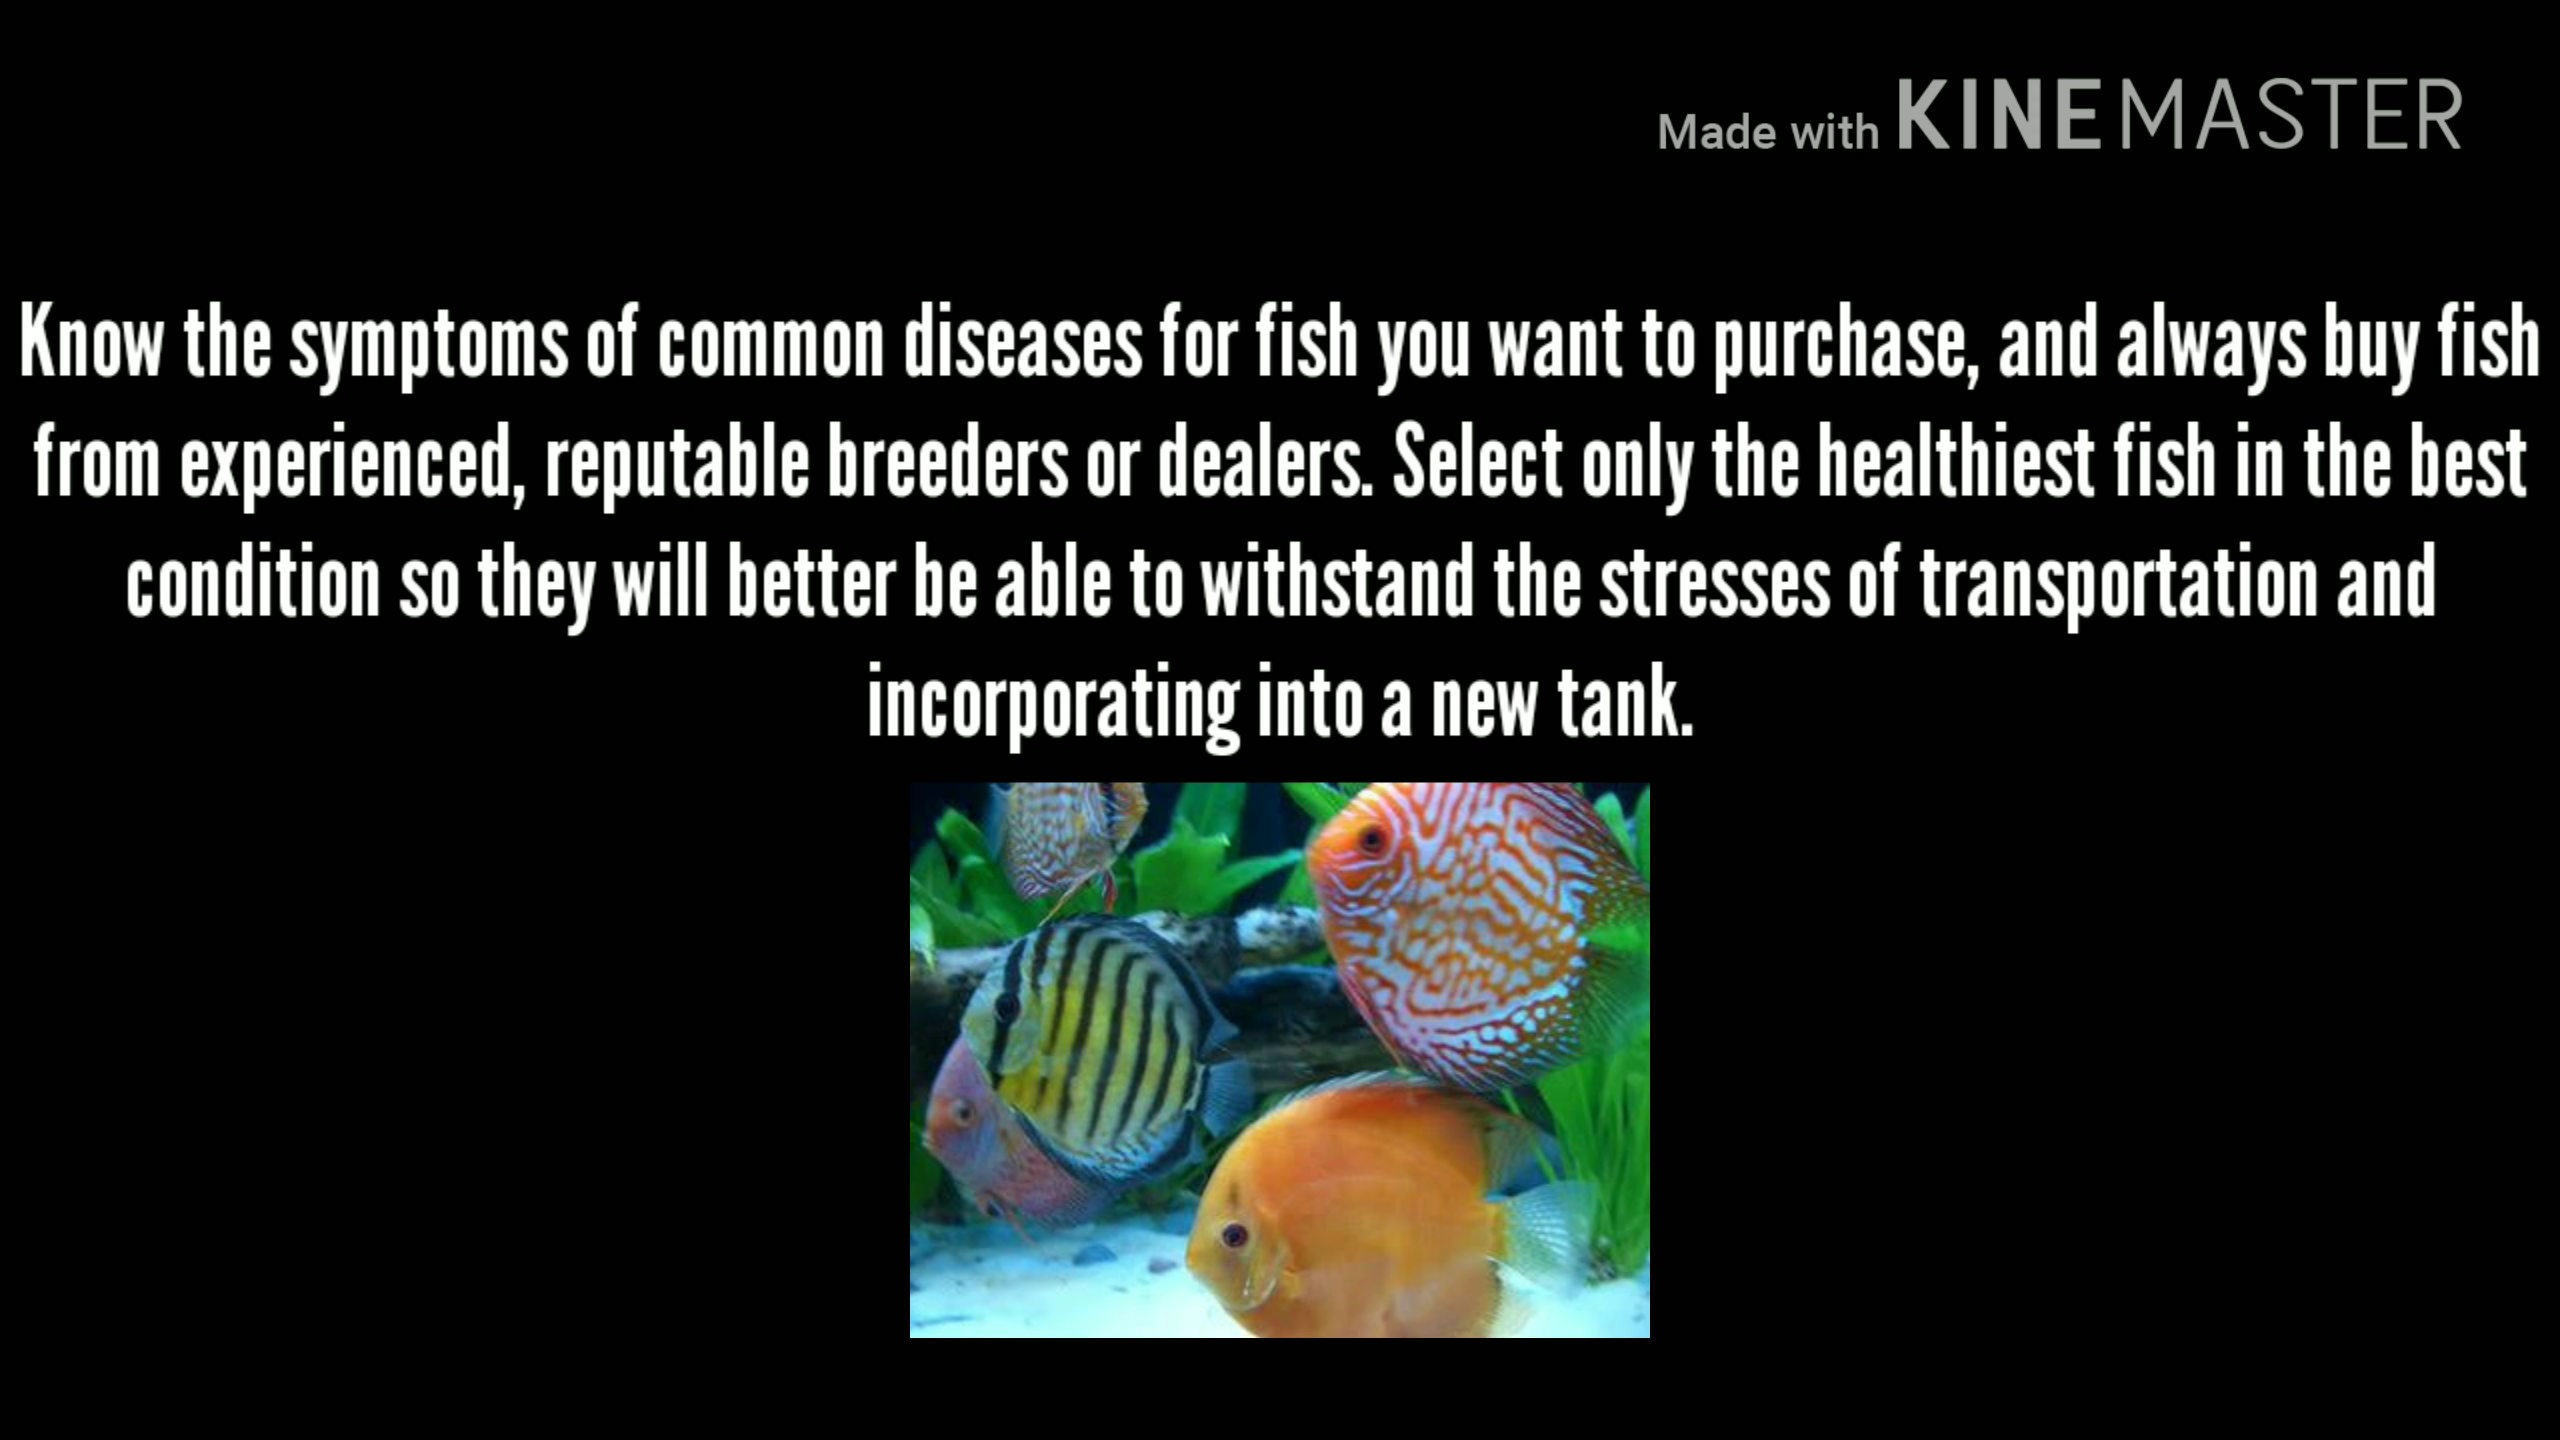 Made with KINEMASTER
Know the symptoms of common diseases for fish you want to purchase, and always buy fish
from experienced, reputable breeders or dealers. Select only the healthiest fish in the best
condition so they will better be able to withstand the stresses of transportation and
incorporating into a new tank.